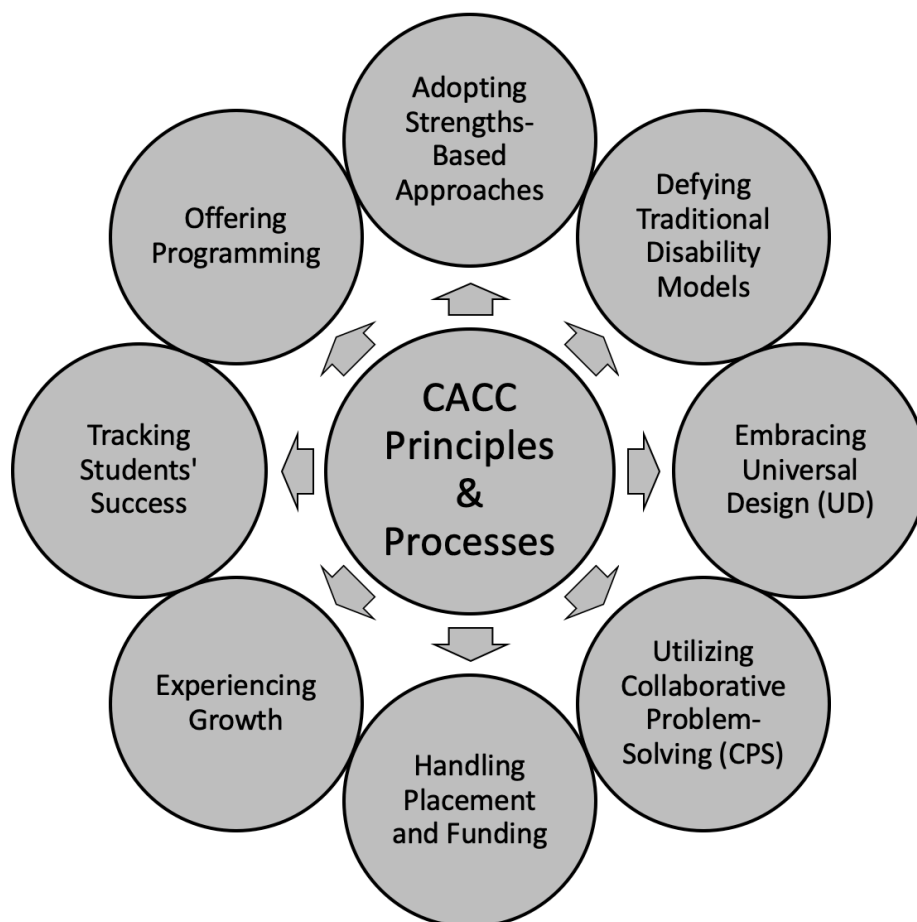 Adopting
Strengths-
Based
Approaches
Defying
Traditional
Disability
Models
Embracing
Universal
Design (UD)
Utilizing
Collaborative
Problem-
Solving (CPS)
Handling
Placement
and Funding
Experiencing
Growth
Tracking
Students'
Success
Offering
Programming
CACC
Principles
&
Processes